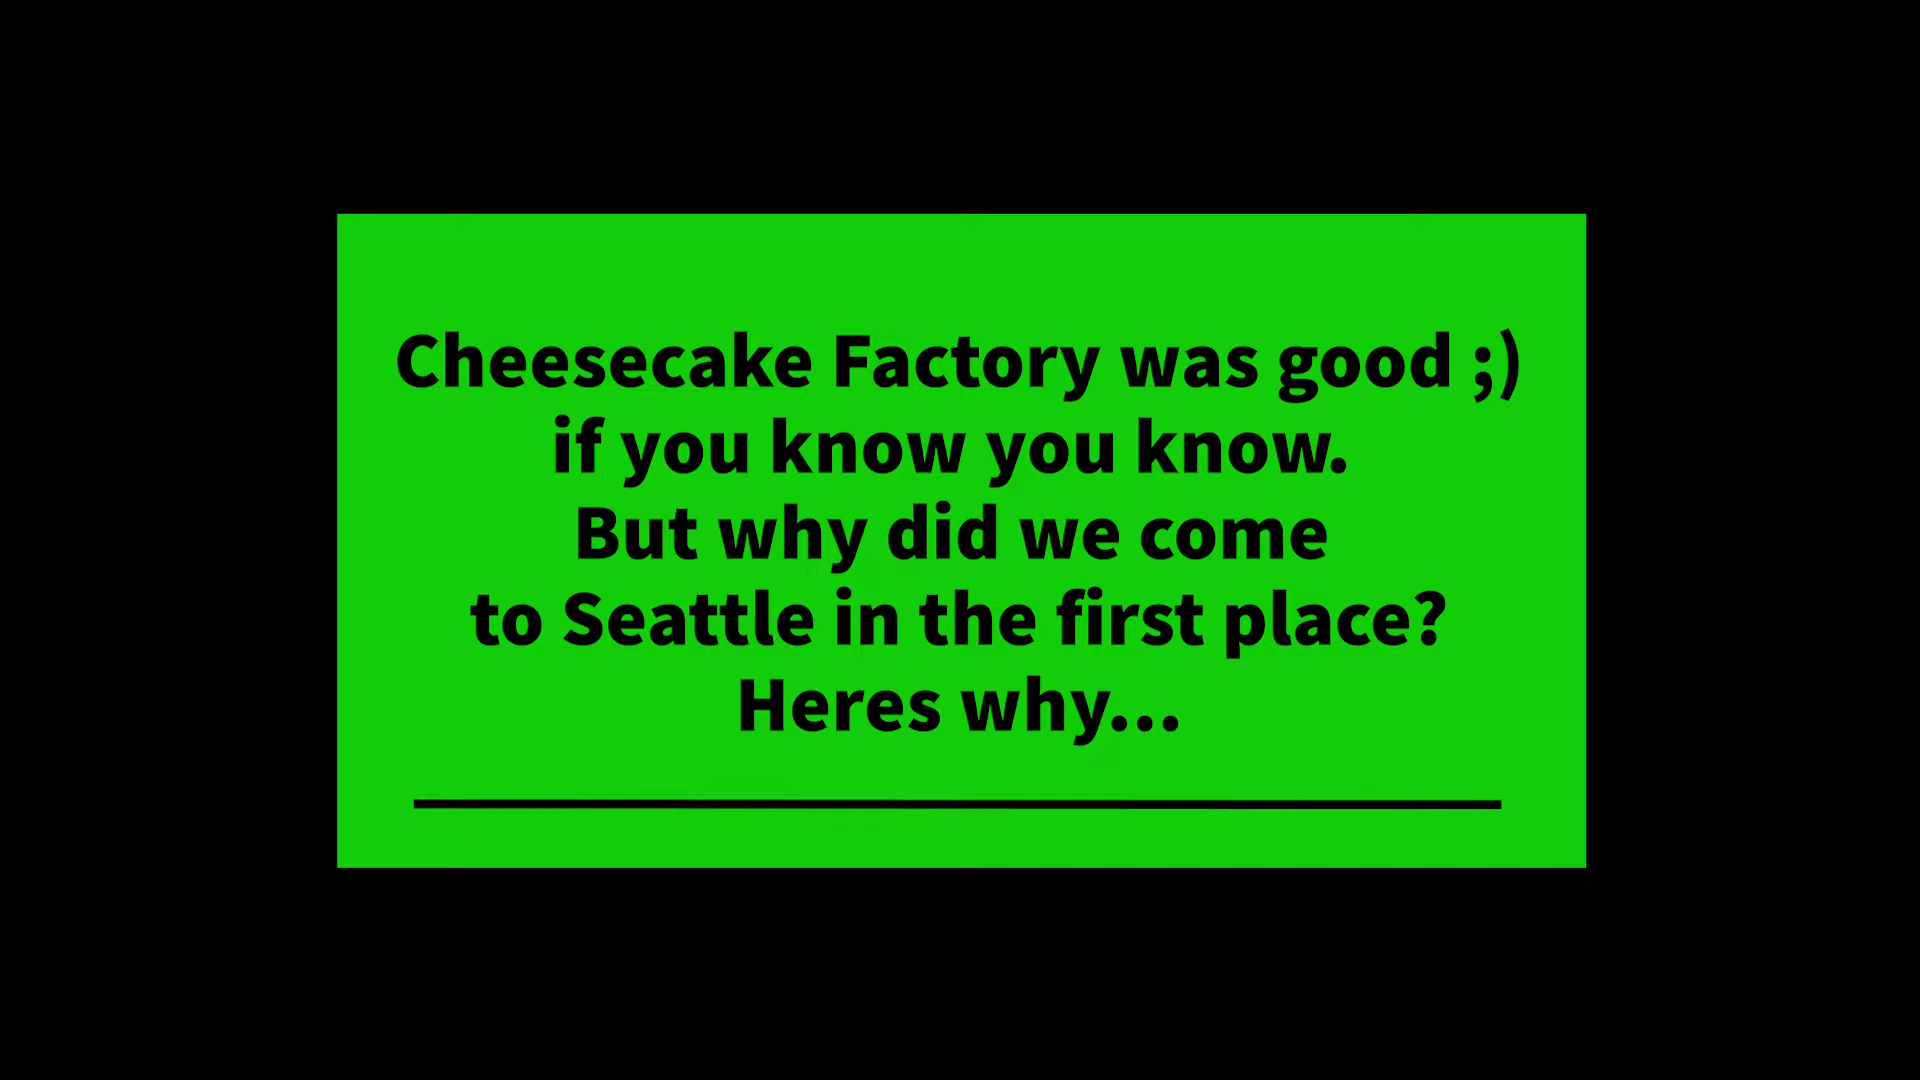 Cheesecake Factory was good ;)
if you know you know.
But why did we come
to Seattle in the first place?
Heres why...